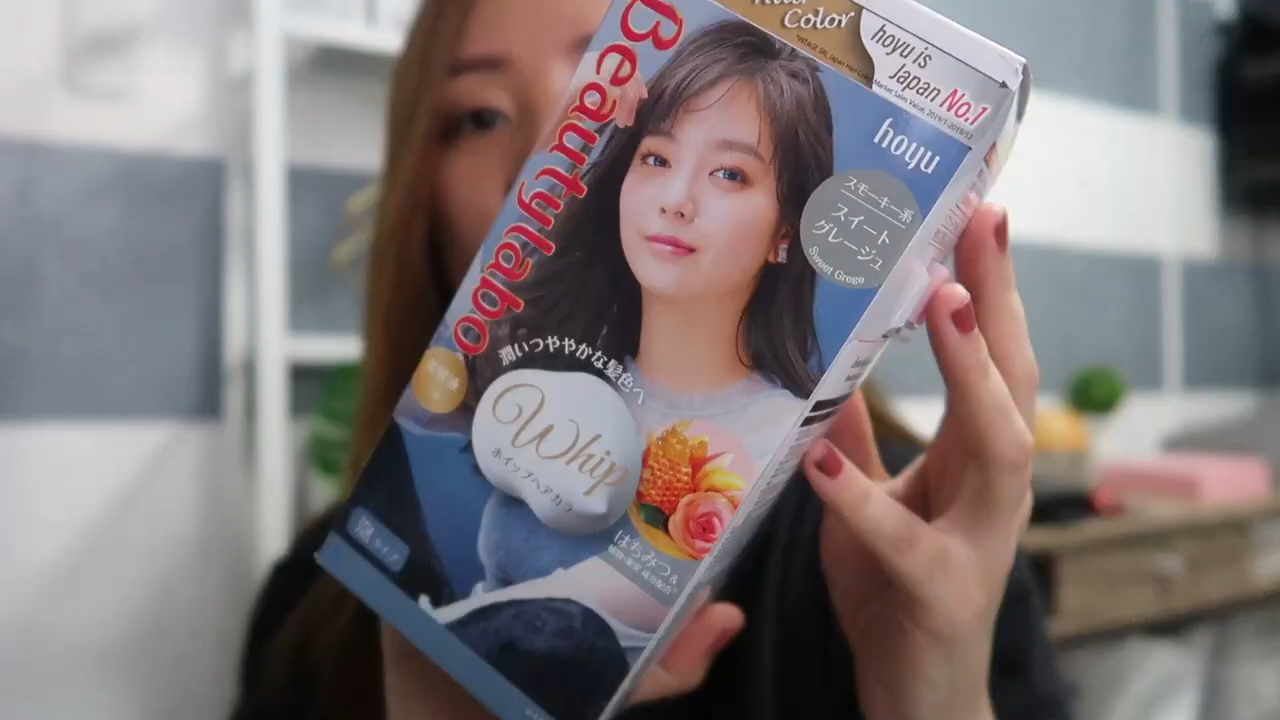 Hair Color
hoyu is
Japan No.1
Beautylabo
hoyu
スモーキー系
スイート
グレージュ
Sweet Grege
潤いつややかな髪色へ
Whip
ホイップヘアカラー
はちみつ&